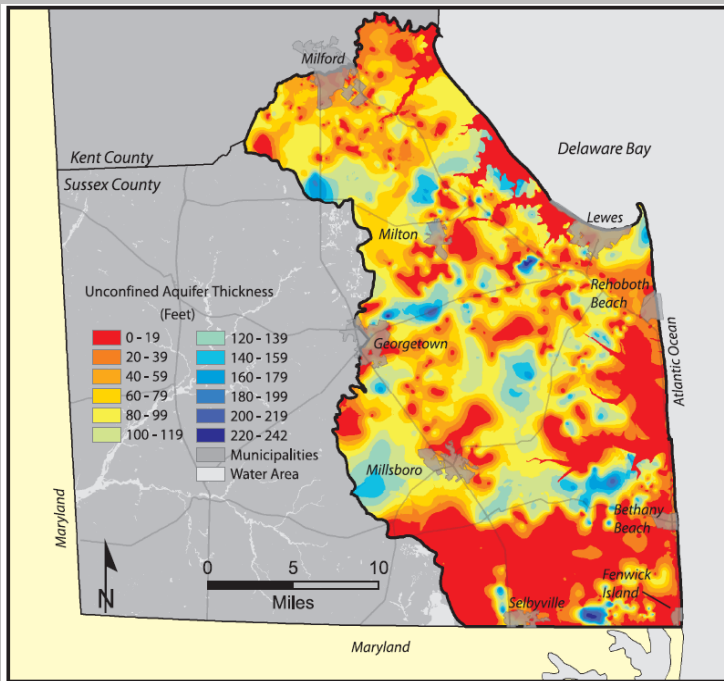 Milford
Delaware Bay
Kent County
Sussex County
Lewes
Milton
Rehoboth
Beach
Unconfined Aquifer Thickness
(Feet)
0 - 19
20 - 39
40 - 59
60 - 79
80 - 99
100 - 119
120 - 139
140 - 159
160 - 179
180 - 199
200 - 219
220 - 242
Municipalities
Water Area
Georgetown
Atlantic Ocean
Millsboro
Bethany
Beach
Maryland
N
0 5 10
Miles
Fenwick
Island
Selbyville
Maryland